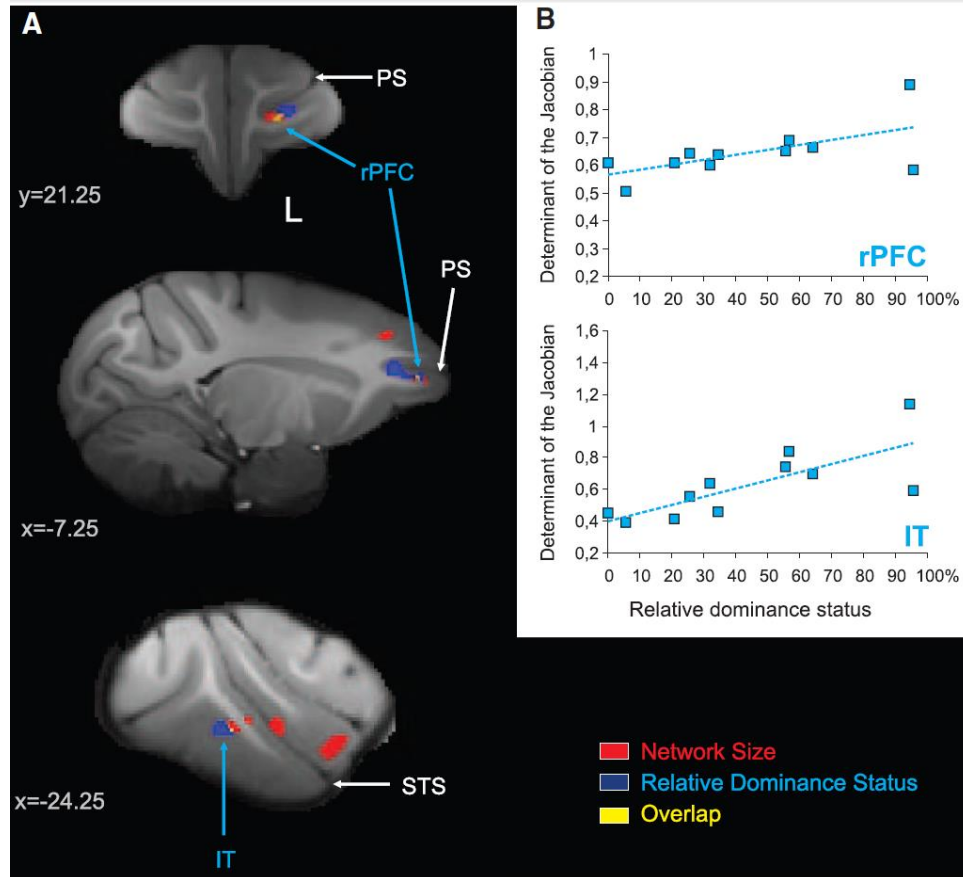 A
PS
rPFC
y=21.25
L
PS
x=-7.25
STS
x=-24.25
IT
B
Determinant of the Jacobian
1
0,9
0,8
0,7
0,6
0,5
0,4
0,3
0,2
rPFC
0 10 20 30 40 50 60 70 80 90 100%
Determinant of the Jacobian
1,6
1,4
1,2
1
0,8
0,6
0,4
0,2
IT
0 10 20 30 40 50 60 70 80 90 100%
Relative dominance status
Network Size
Relative Dominance Status
Overlap